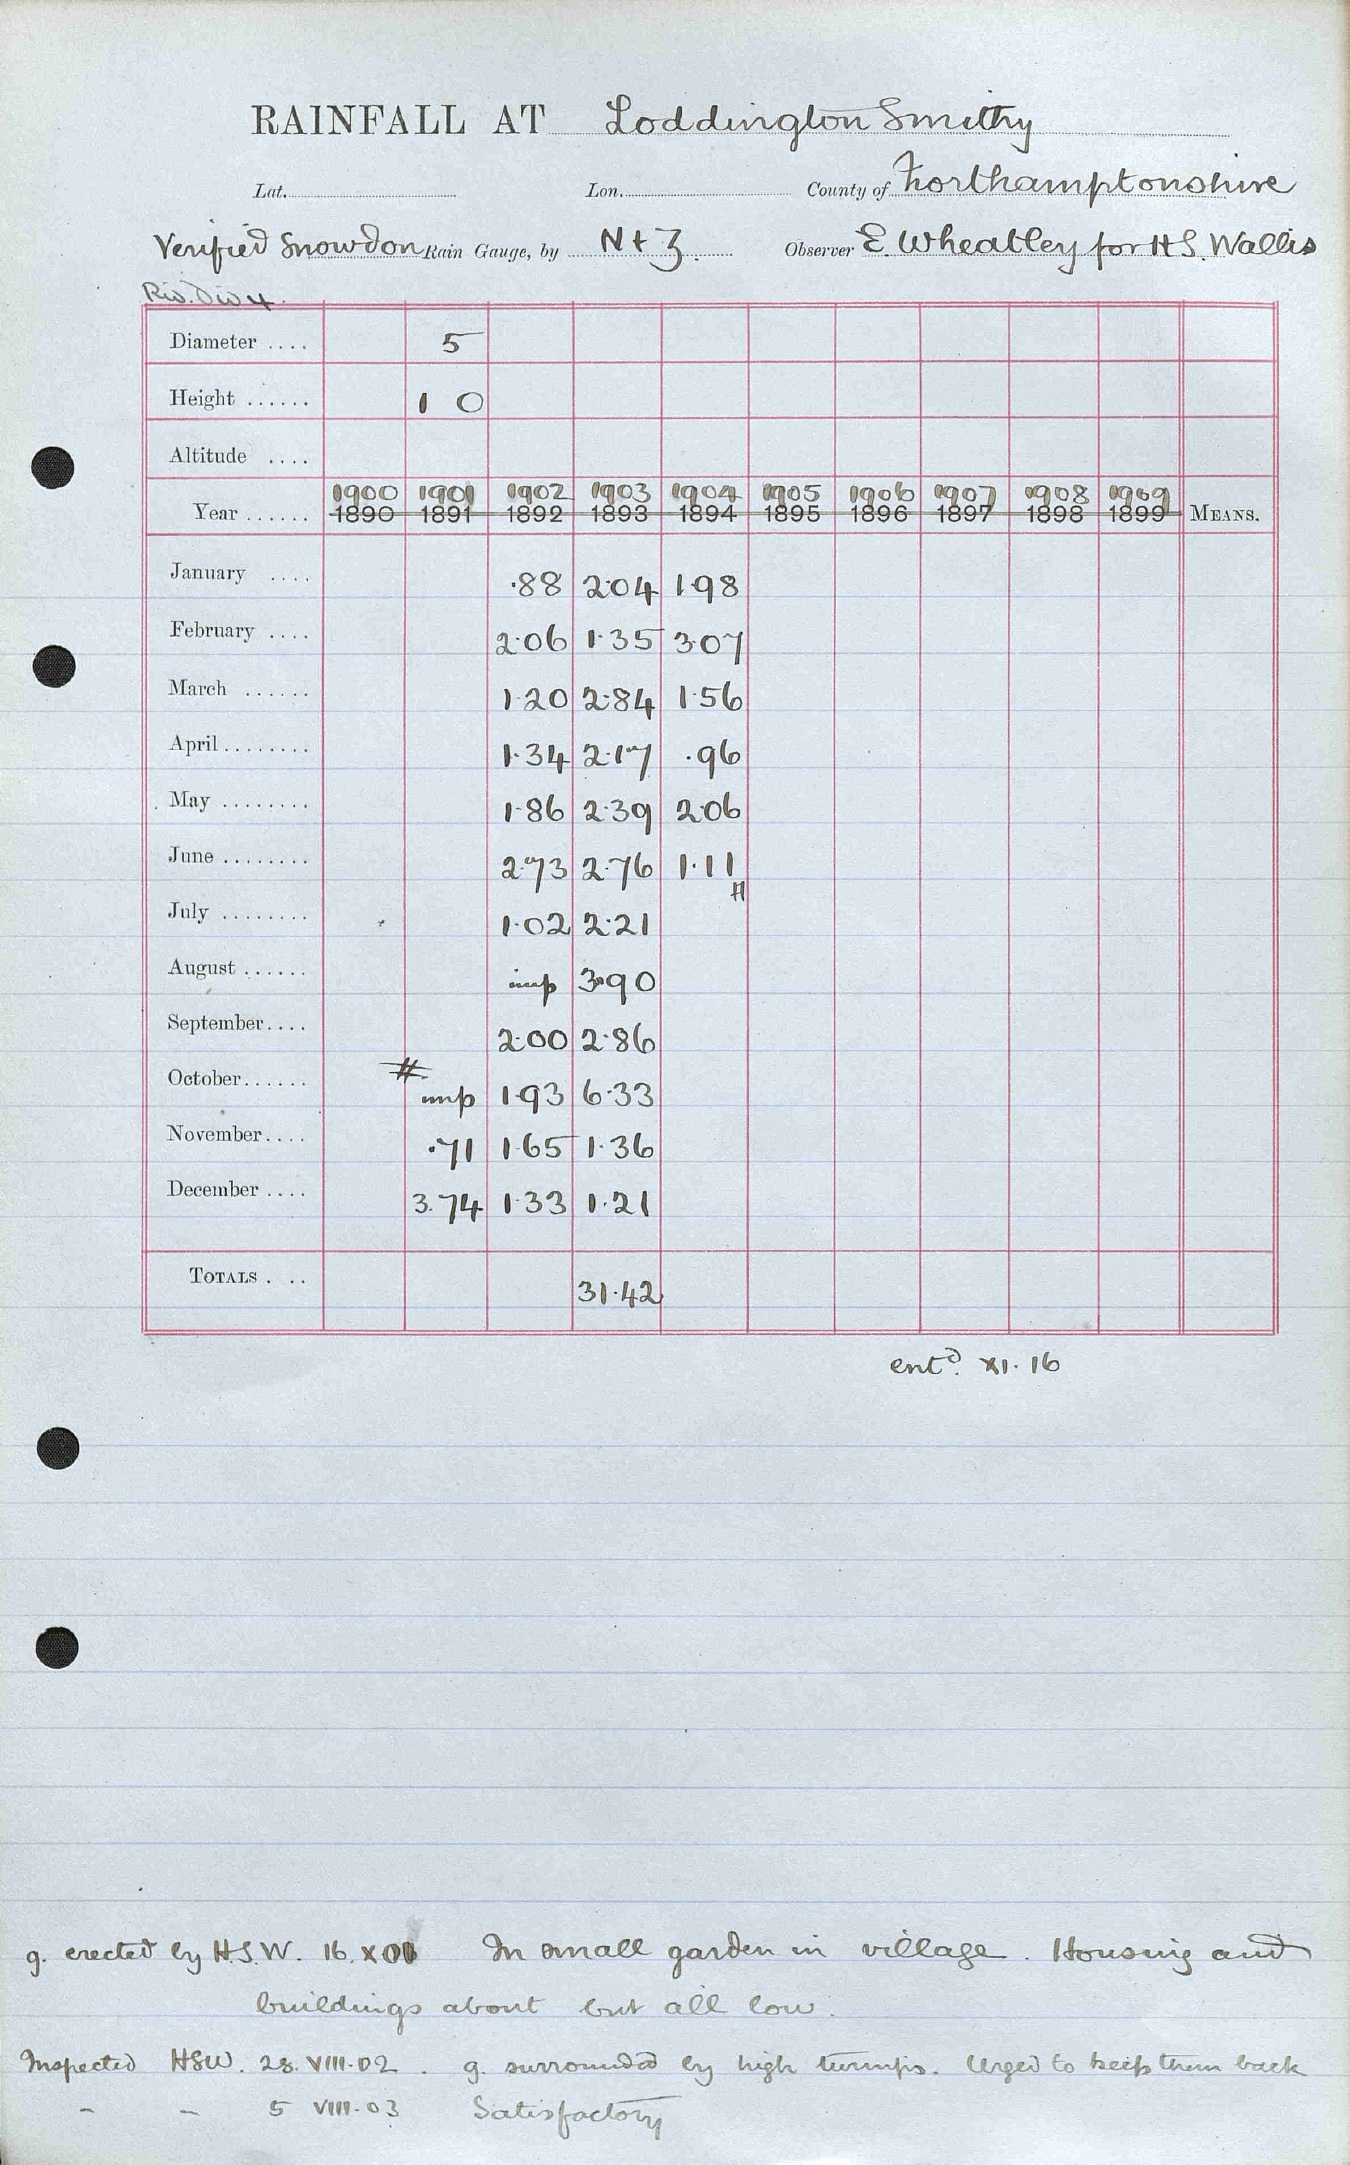 RAINFALL AT Loddington Smithy
Lat. Lon. County of Northamptonshire
Verified Snowdon Rain Gauge, by N & Z. Observer E. Wheatley for H.S. Wallis
Riv. Div 4.
Diameter .... 5
Height ...... 1 0
Altitude ....
1900 1901 1902 1903 1904 1905 1906 1907 1908 1909
Year ...... 1890 1891 1892 1893 1894 1895 1896 1897 1898 1899 MEANS.
January .... ·88 2·04 1·98
February .... 2·06 1·35 3·07
March ...... 1·20 2·84 1·56
April ........ 1·34 2·17 ·96
May ........ 1·86 2·39 2·06
June ........ 2·73 2·76 1·11
July ........ 1·02 2·21
August ...... imp 3·90
September.... 2·00 2·86
October...... imp 1·93 6·33
November.... ·71 1·65 1·36
December .... 3.74 1·33 1·21
TOTALS . .. 31·42
entd. XI·16
g. erected by H.S.W. 16. X 01 In small garden in village. Housing and
buildings about but all low.
Inspected HSW. 28. VIII·02. g. surrounded by high turnips. Urged to keep them back
" " 5 VIII·03 Satisfactory